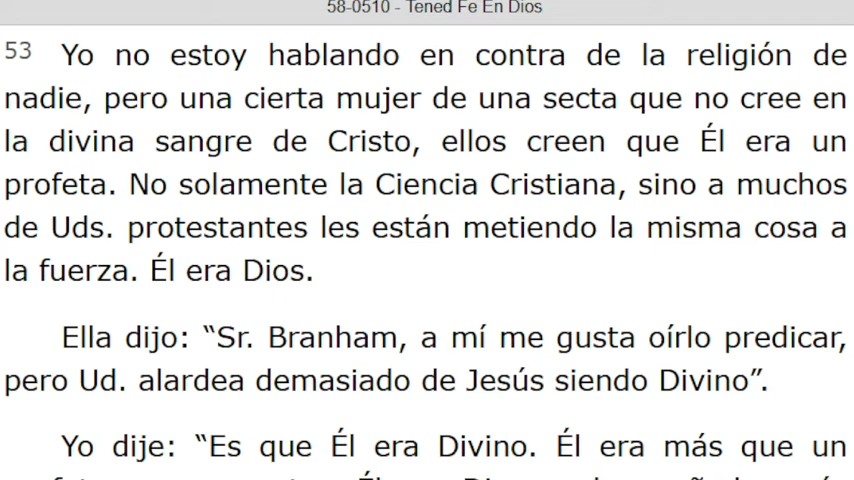 58-0510 - Tened Fe En Dios
53 Yo no estoy hablando en contra de la religión de
nadie, pero una cierta mujer de una secta que no cree en
la divina sangre de Cristo, ellos creen que Él era un
profeta. No solamente la Ciencia Cristiana, sino a muchos
de Uds. protestantes les están metiendo la misma cosa a
la fuerza. Él era Dios.
Ella dijo: “Sr. Branham, a mí me gusta oírlo predicar,
pero Ud. alardea demasiado de Jesús siendo Divino”.
Yo dije: “Es que Él era Divino. Él era más que un